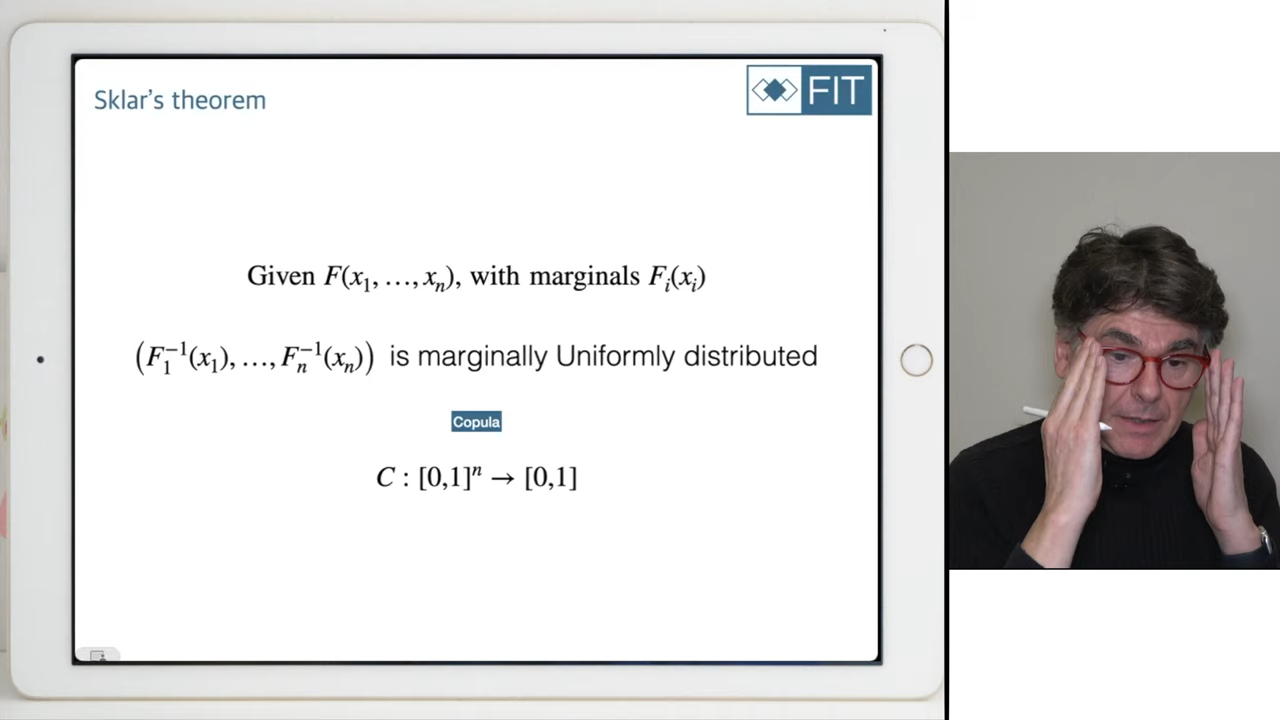 Sklar's theorem
FIT
Given F(x₁, …, xₙ), with marginals Fᵢ(xᵢ)
(F₁⁻¹(x₁), …, Fₙ⁻¹(xₙ)) is marginally Uniformly distributed
Copula
C : [0,1]ⁿ → [0,1]